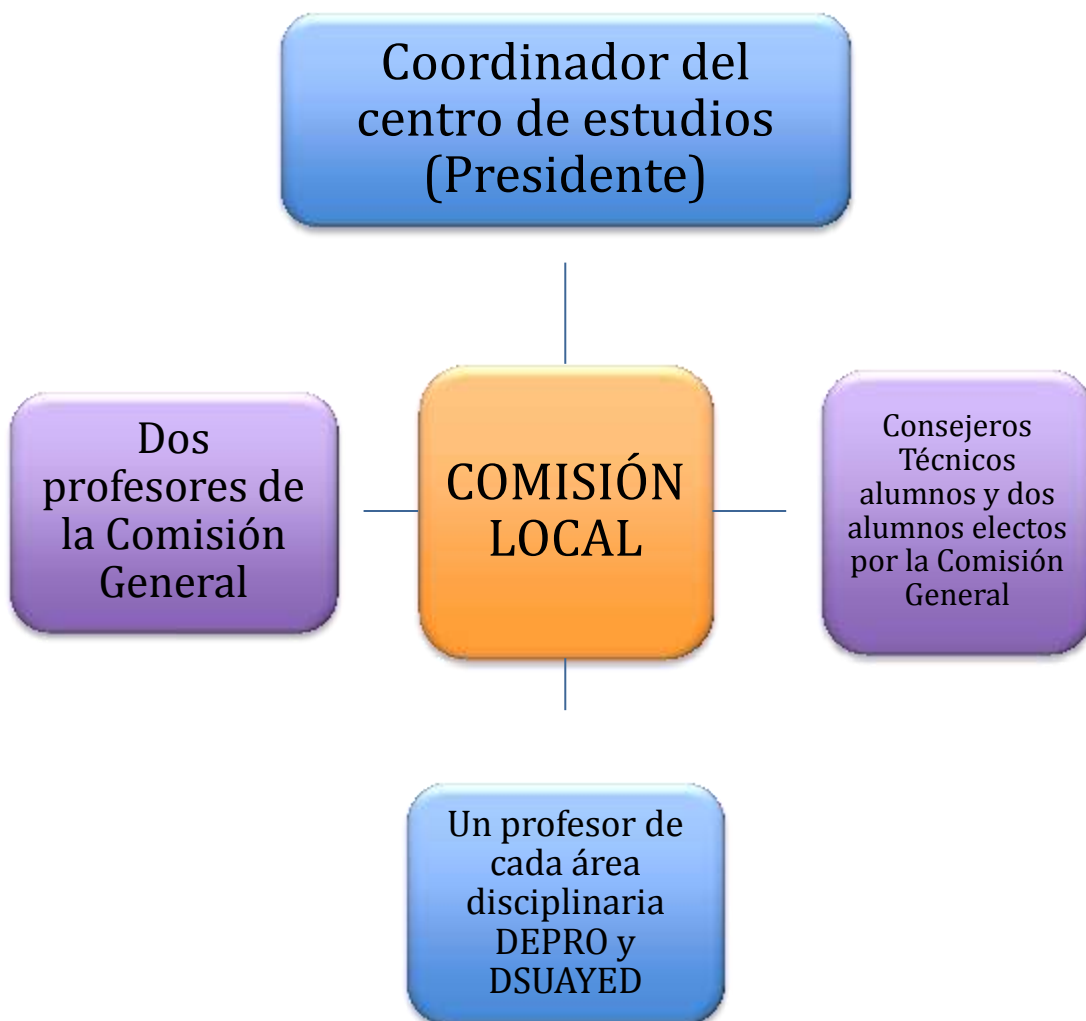 Coordinador del
centro de estudios
(Presidente)
Dos
profesores de
la Comisión
General
COMISIÓN
LOCAL
Consejeros
Técnicos
alumnos y dos
alumnos electos
por la Comisión
General
Un profesor de
cada área
disciplinaria
DEPRO y
DSUAYED